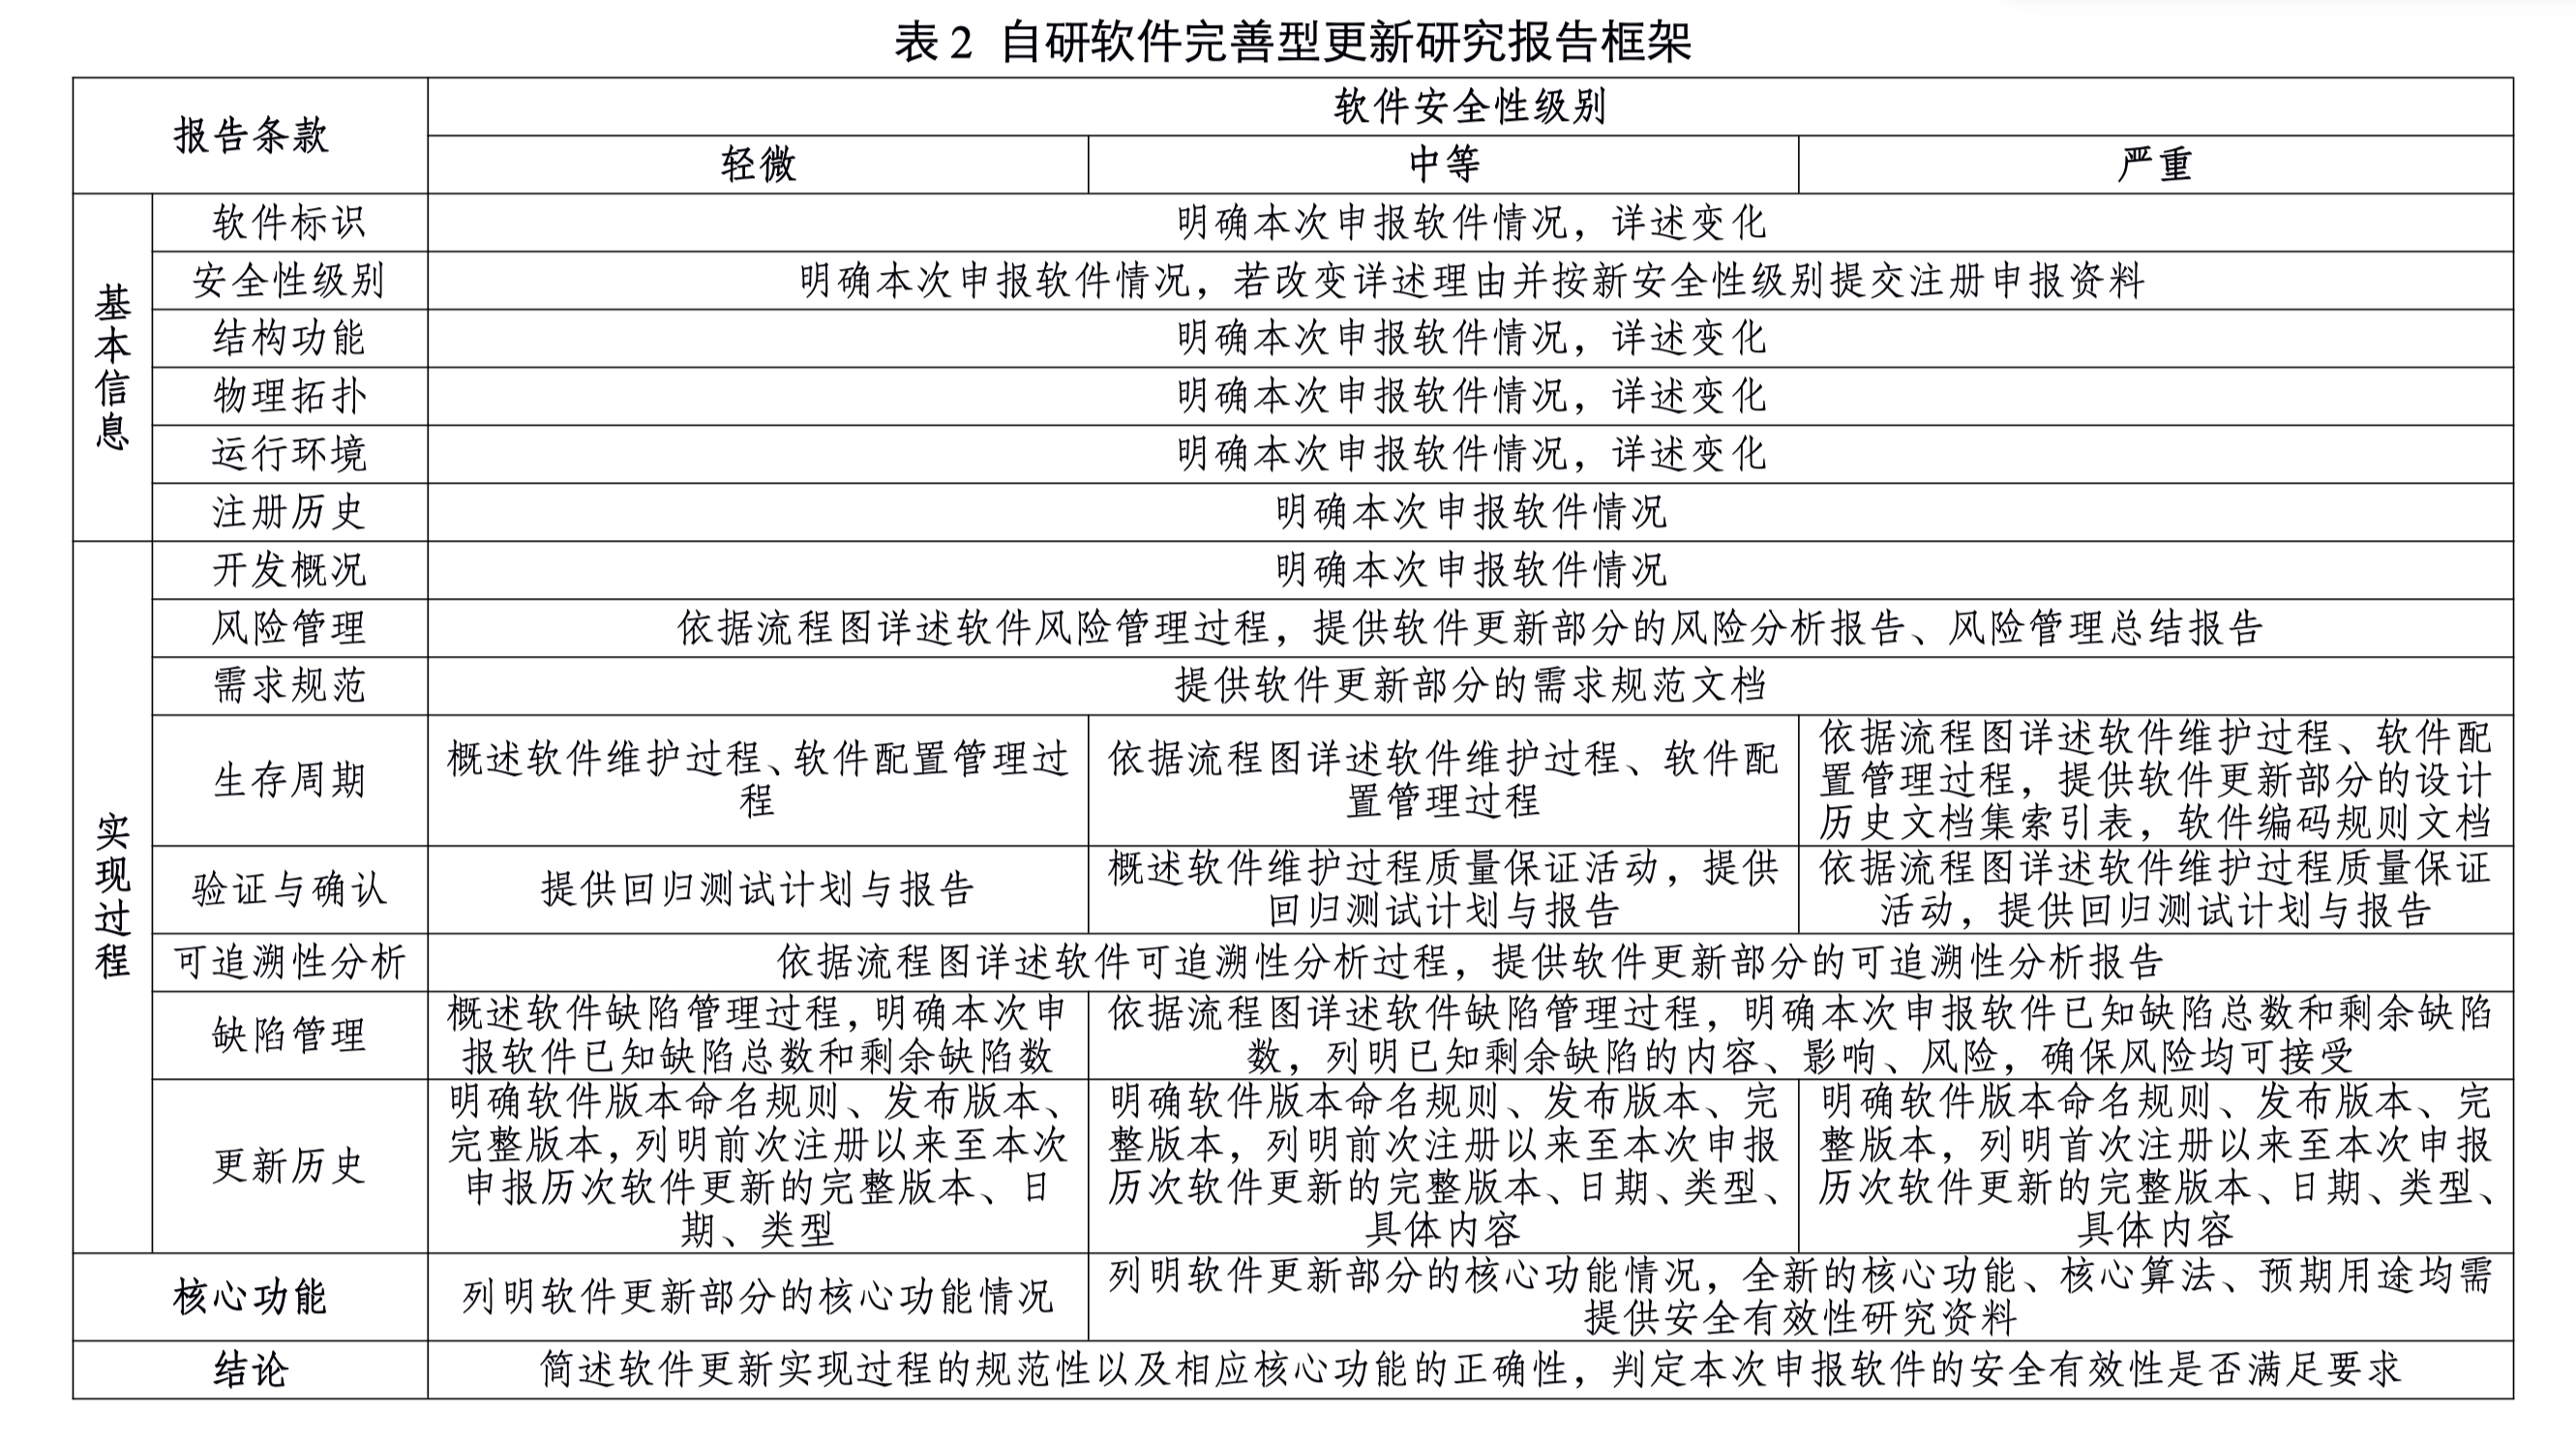 表 2 自研软件完善型更新研究报告框架
报告条款
软件安全性级别
轻微
中等
严重
基本信息
软件标识
明确本次申报软件情况，详述变化
安全性级别
明确本次申报软件情况，若改变详述理由并按新安全性级别提交注册申报资料
结构功能
明确本次申报软件情况，详述变化
物理拓扑
明确本次申报软件情况，详述变化
运行环境
明确本次申报软件情况，详述变化
注册历史
明确本次申报软件情况
实现过程
开发概况
明确本次申报软件情况
风险管理
依据流程图详述软件风险管理过程，提供软件更新部分的风险分析报告、风险管理总结报告
需求规范
提供软件更新部分的需求规范文档
生存周期
概述软件维护过程、软件配置管理过
程
依据流程图详述软件维护过程、软件配
置管理过程
依据流程图详述软件维护过程、软件配
置管理过程，提供软件更新部分的设计
历史文档集索引表，软件编码规则文档
验证与确认
提供回归测试计划与报告
概述软件维护过程质量保证活动，提供
回归测试计划与报告
依据流程图详述软件维护过程质量保证
活动，提供回归测试计划与报告
可追溯性分析
依据流程图详述软件可追溯性分析过程，提供软件更新部分的可追溯性分析报告
缺陷管理
概述软件缺陷管理过程，明确本次申
报软件已知缺陷总数和剩余缺陷数
依据流程图详述软件缺陷管理过程，明确本次申报软件已知缺陷总数和剩余缺陷
数，列明已知剩余缺陷的内容、影响、风险，确保风险均可接受
更新历史
明确软件版本命名规则、发布版本、
完整版本，列明前次注册以来至本次
申报历次软件更新的完整版本、日
期、类型
明确软件版本命名规则、发布版本、完
整版本，列明前次注册以来至本次申报
历次软件更新的完整版本、日期、类型、
具体内容
明确软件版本命名规则、发布版本、完
整版本，列明首次注册以来至本次申报
历次软件更新的完整版本、日期、类型、
具体内容
核心功能
列明软件更新部分的核心功能情况
列明软件更新部分的核心功能情况，全新的核心功能、核心算法、预期用途均需
提供安全有效性研究资料
结论
简述软件更新实现过程的规范性以及相应核心功能的正确性，判定本次申报软件的安全有效性是否满足要求